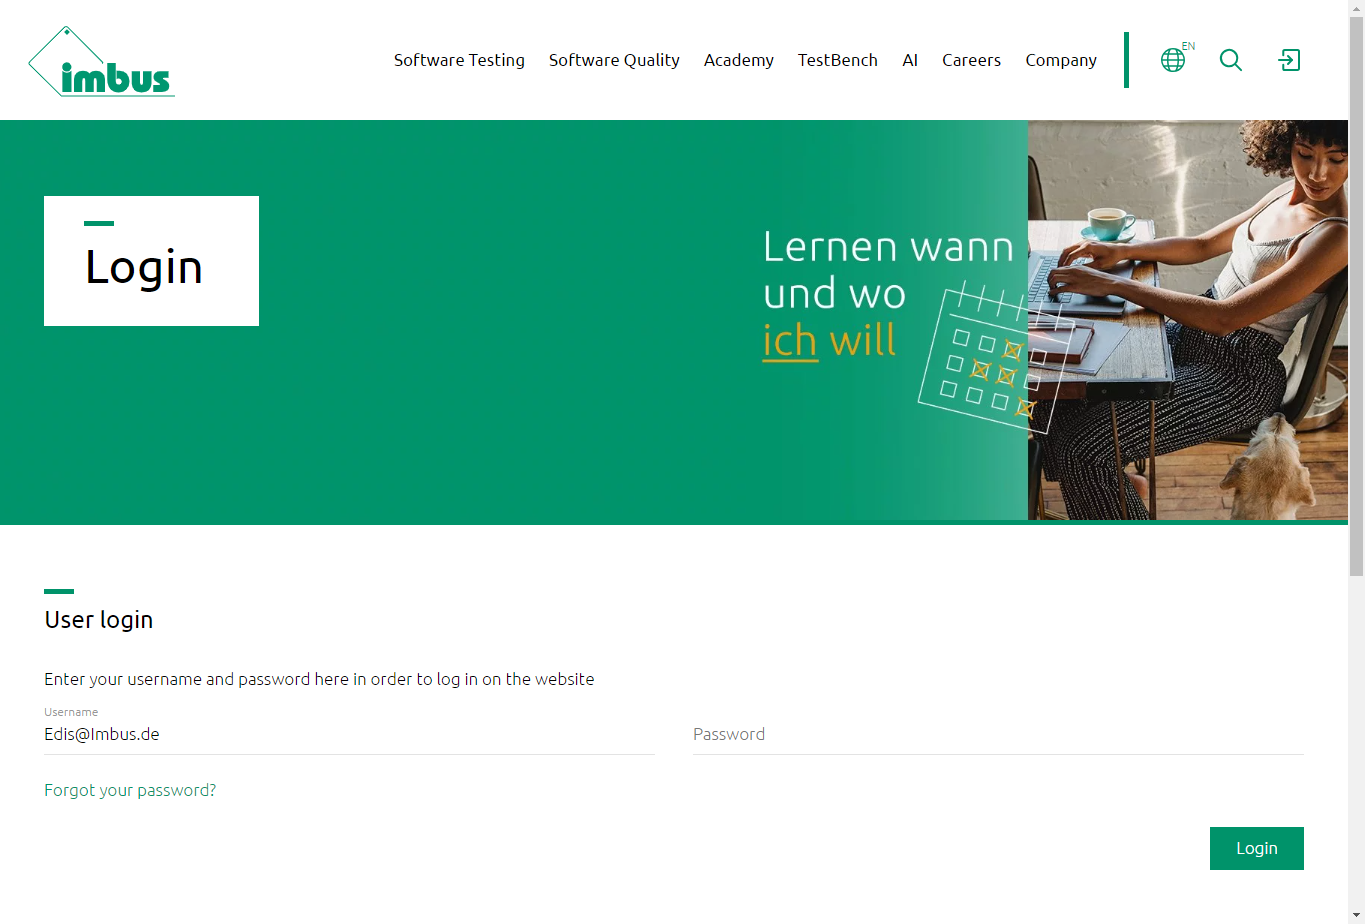 imbus
Software Testing
Software Quality
Academy
TestBench
AI
Careers
Company
EN
Login
Lernen wann
und wo
ich will
User login
Enter your username and password here in order to log in on the website
Username
Edis@Imbus.de
Password
Forgot your password?
Login